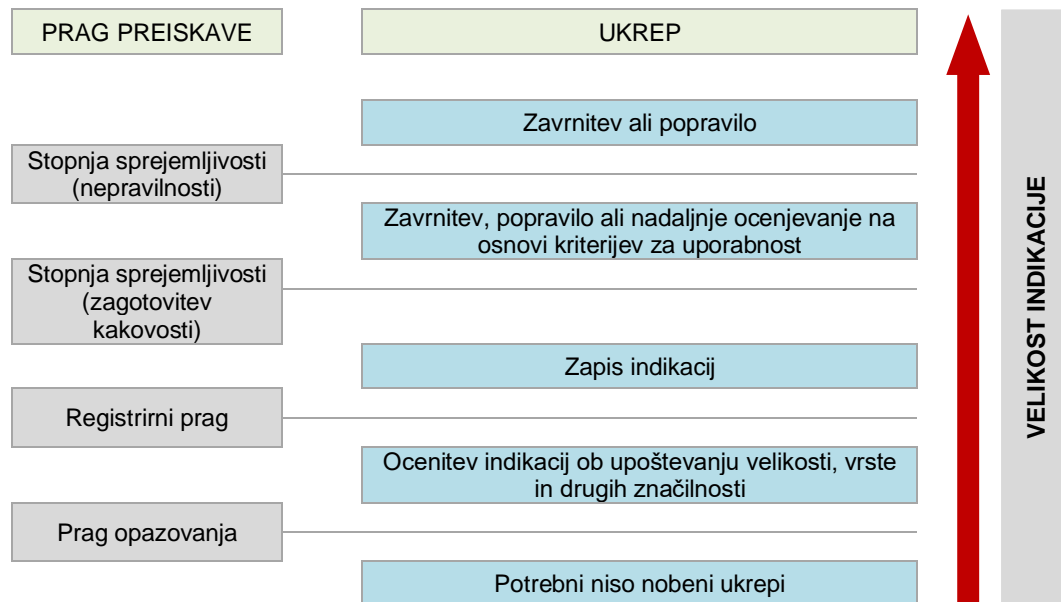 PRAG PREISKAVE
UKREP
Zavrnitev ali popravilo
Stopnja sprejemljivosti
(nepravilnosti)
Zavrnitev, popravilo ali nadaljnje ocenjevanje na
osnovi kriterijev za uporabnost
Stopnja sprejemljivosti
(zagotovitev
kakovosti)
Zapis indikacij
Registrirni prag
Ocenitev indikacij ob upoštevanju velikosti, vrste
in drugih značilnosti
Prag opazovanja
Potrebni niso nobeni ukrepi
VELIKOST INDIKACIJE